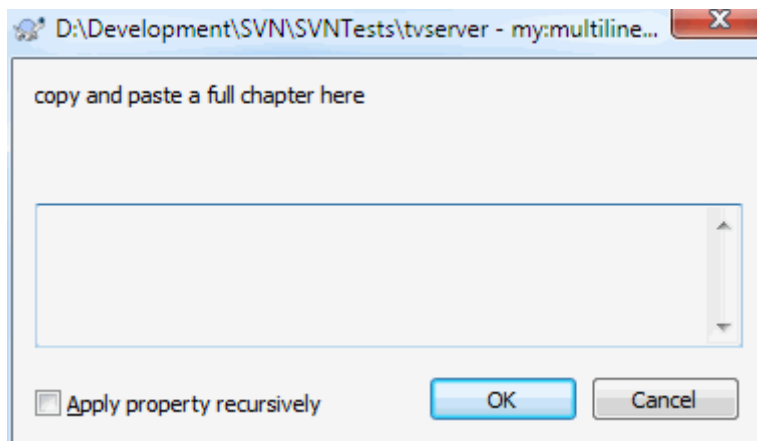 D:\Development\SVN\SVNTests\tvserver - my:multiline...
copy and paste a full chapter here
Apply property recursively
OK
Cancel